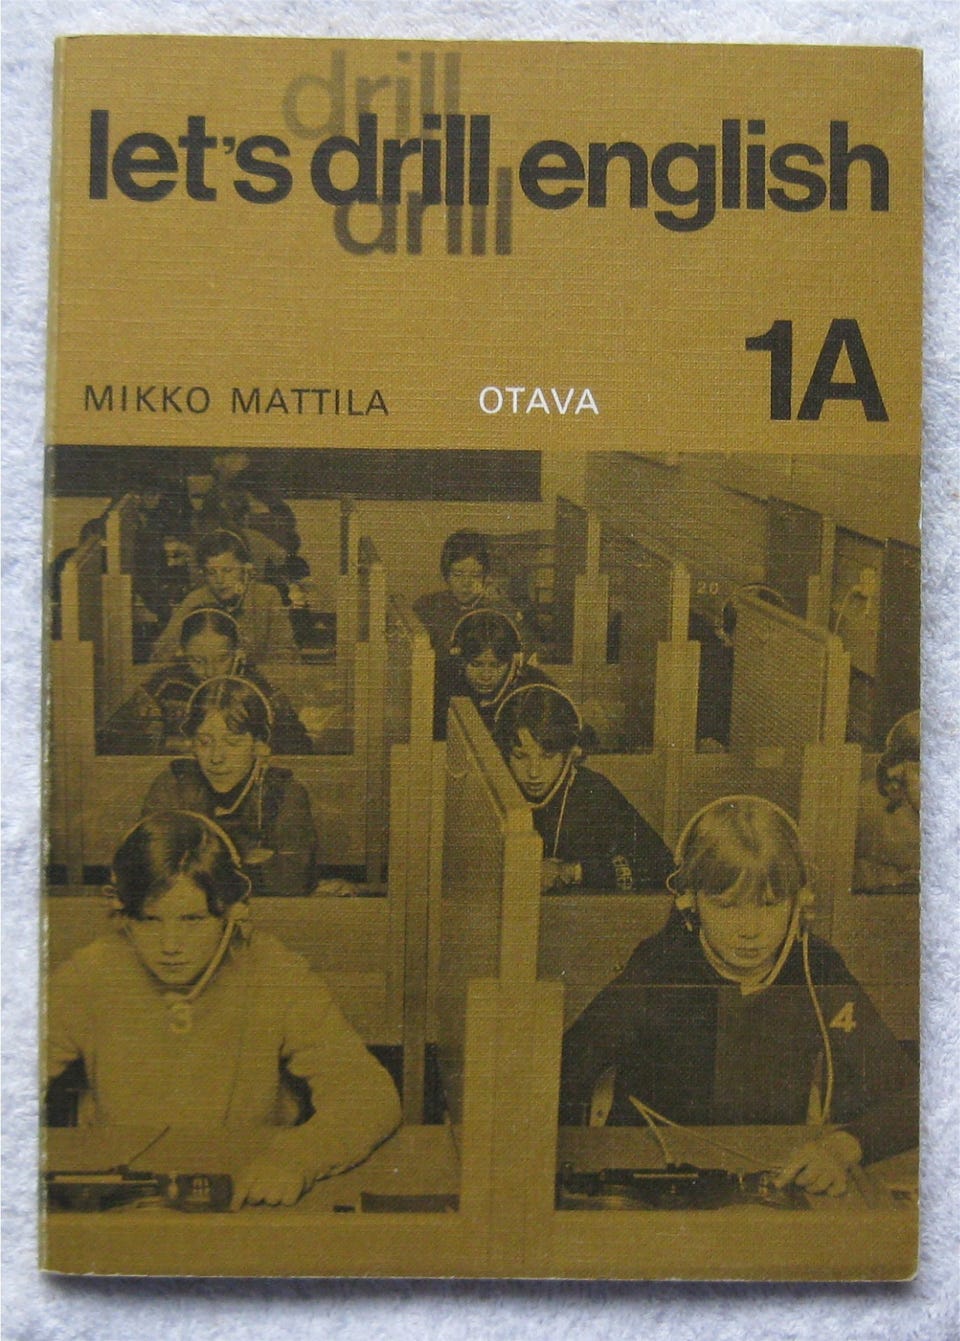 drill
let's drill english
drill
1A
MIKKO MATTILA OTAVA
20
3
4